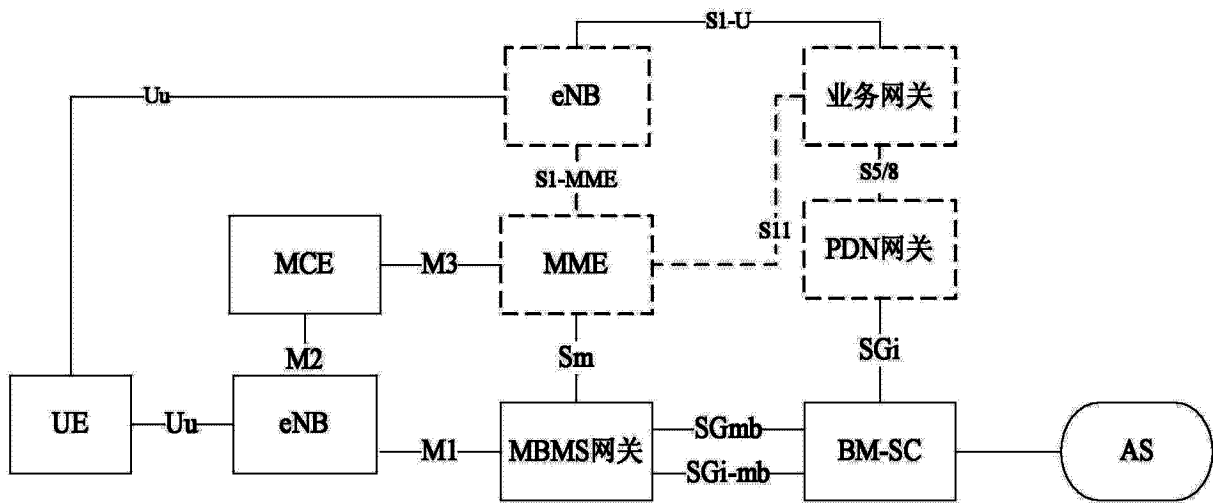 S1-U
Uu
eNB
业务网关
S1-MME
S5/8
MCE
M3
MME
S11
PDN网关
M2
Sm
SGi
UE
Uu
eNB
M1
MBMS网关
SGmb
SGi-mb
BM-SC
AS